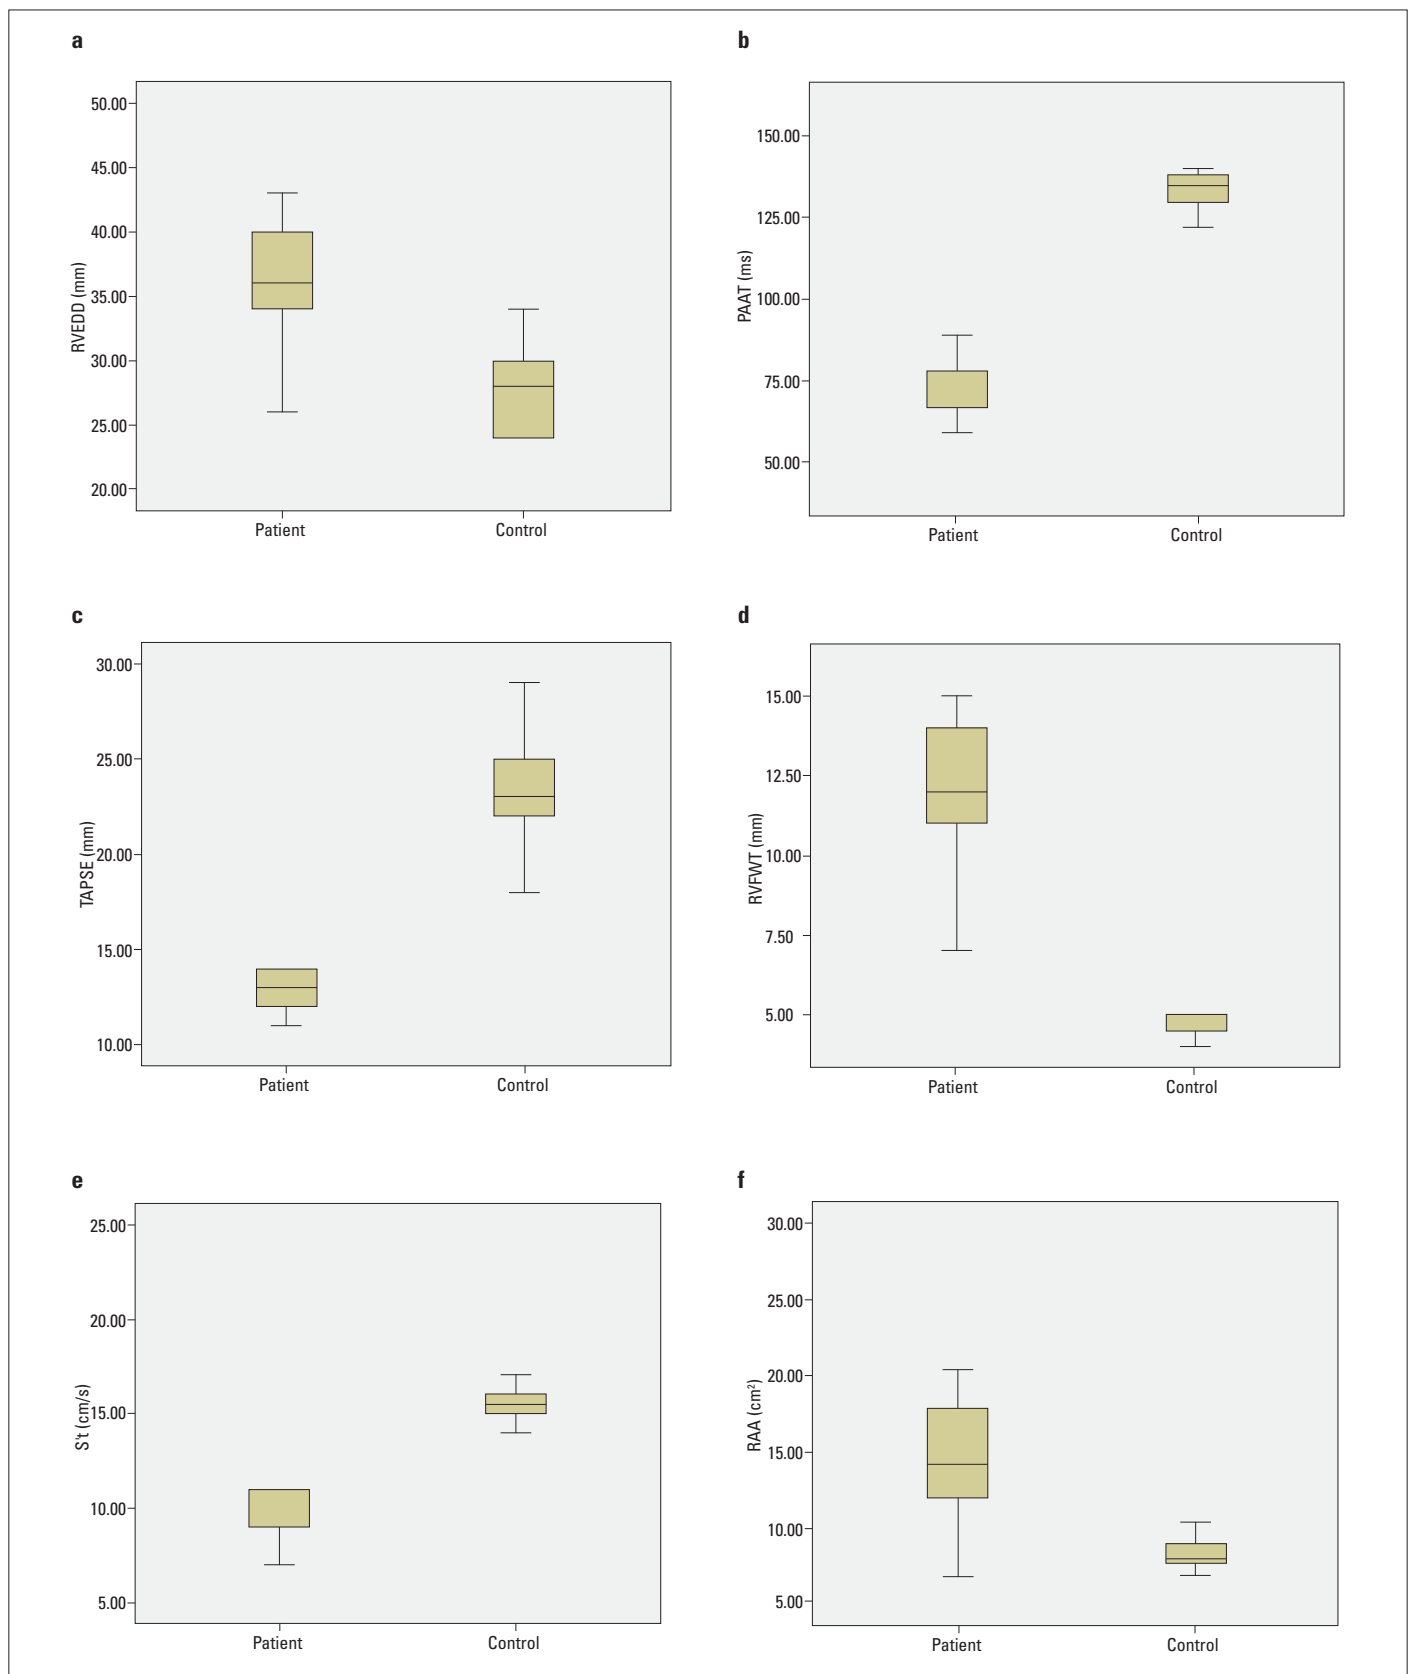 a
50.00
45.00
40.00
35.00
30.00
25.00
20.00
RVEDD (mm)
Patient
Control
b
150.00
125.00
100.00
75.00
50.00
PAAT (ms)
Patient
Control
c
30.00
25.00
20.00
15.00
10.00
TAPSE (mm)
Patient
Control
d
15.00
12.50
10.00
7.50
5.00
RVFWT (mm)
Patient
Control
e
25.00
20.00
15.00
10.00
5.00
S't (cm/s)
Patient
Control
f
30.00
25.00
20.00
15.00
10.00
5.00
RAA (cm²)
Patient
Control